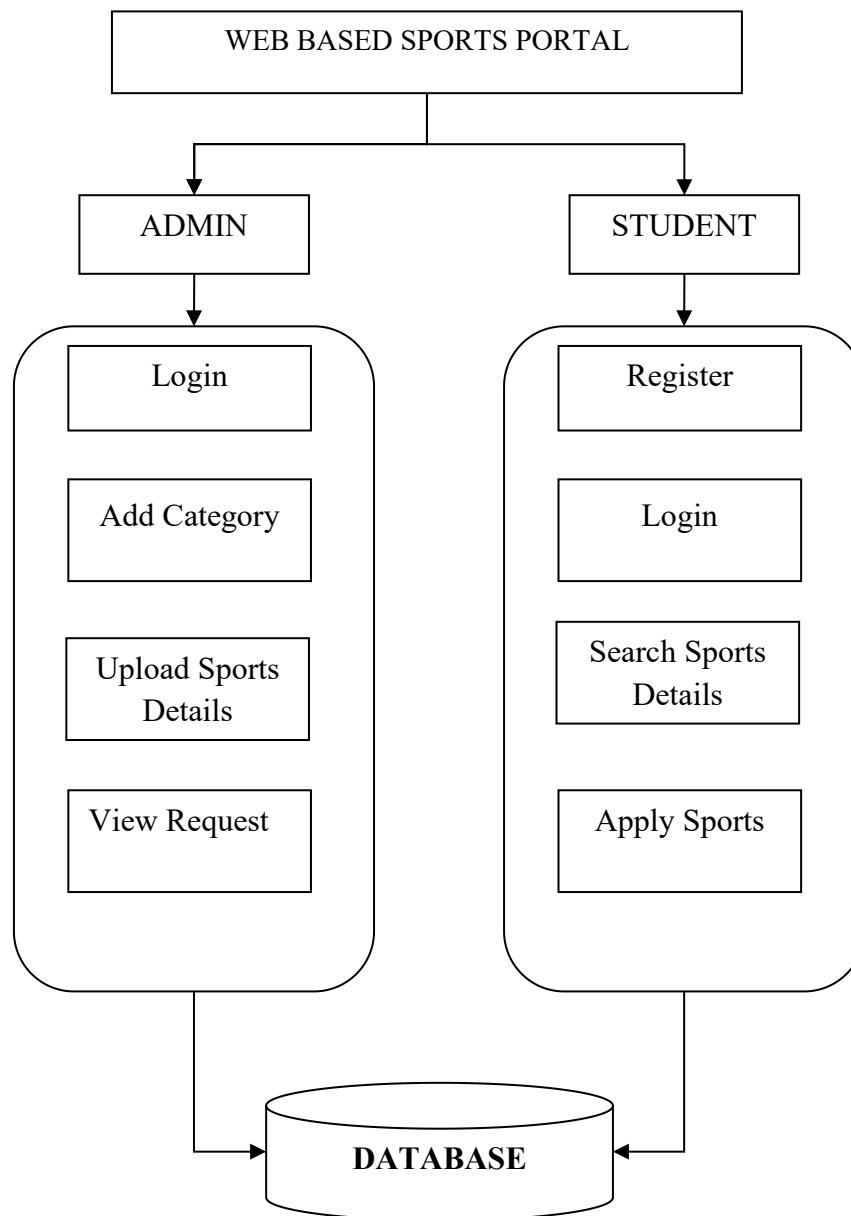 WEB BASED SPORTS PORTAL
ADMIN
STUDENT
Login
Add Category
Upload Sports
Details
View Request
Register
Login
Search Sports
Details
Apply Sports
DATABASE